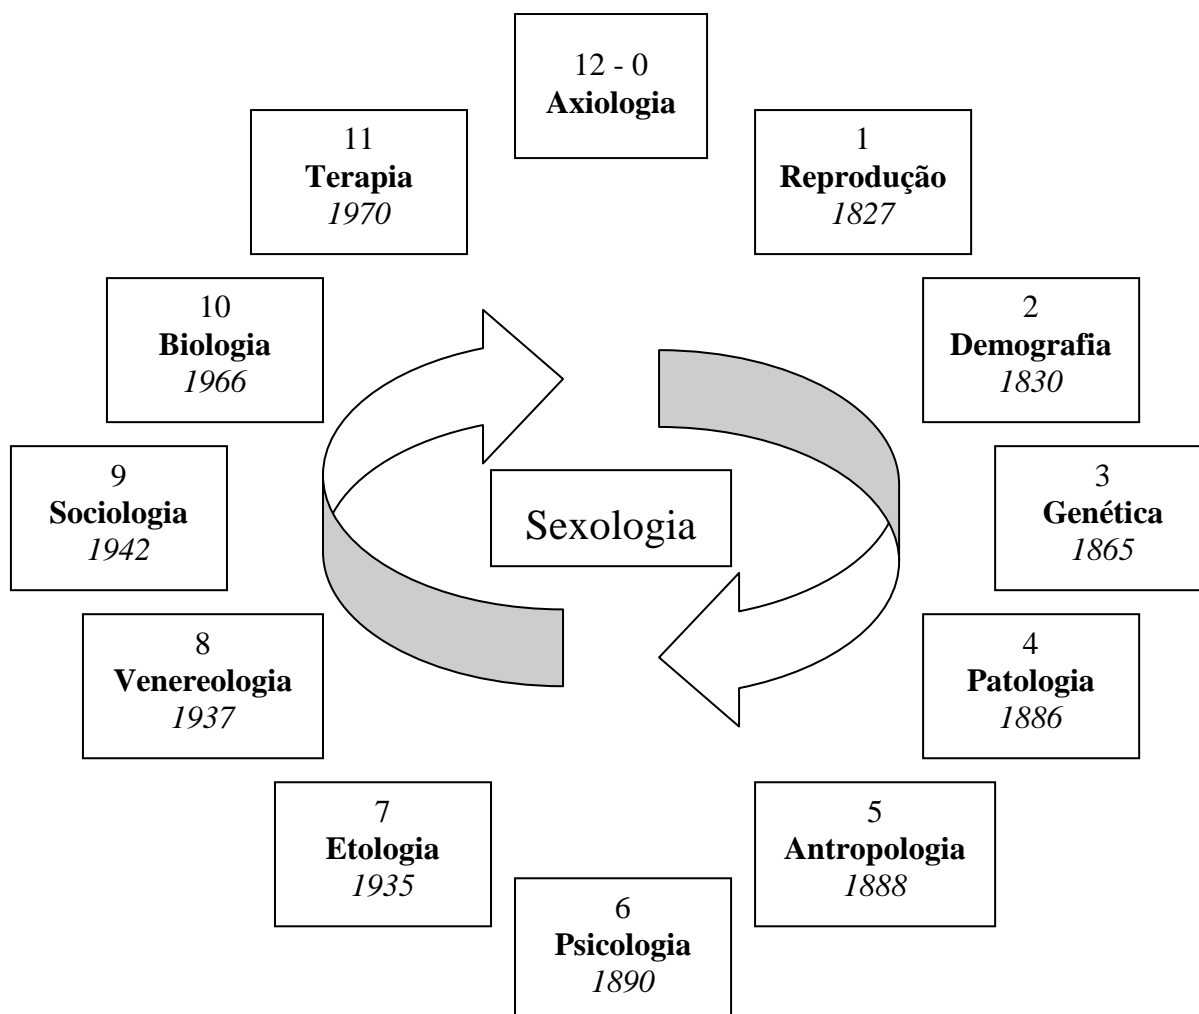 12 - 0
Axiologia
1
Reprodução
1827
2
Demografia
1830
3
Genética
1865
4
Patologia
1886
5
Antropologia
1888
6
Psicologia
1890
7
Etologia
1935
8
Venereologia
1937
9
Sociologia
1942
10
Biologia
1966
11
Terapia
1970
Sexologia